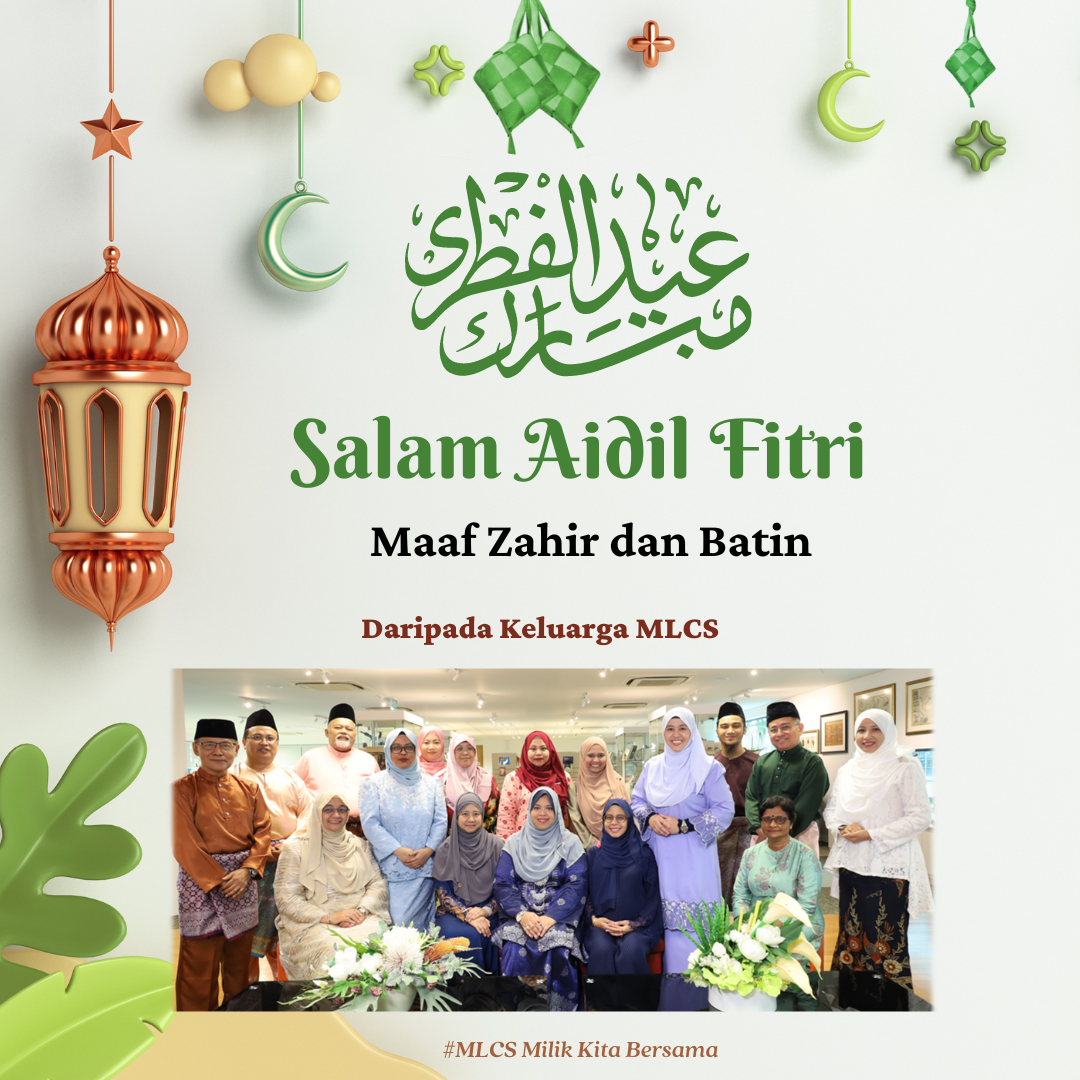 عيد الفطر
مبارك
Salam Aidil Fitri
Maaf Zahir dan Batin
Daripada Keluarga MLCS
#MLCS Milik Kita Bersama